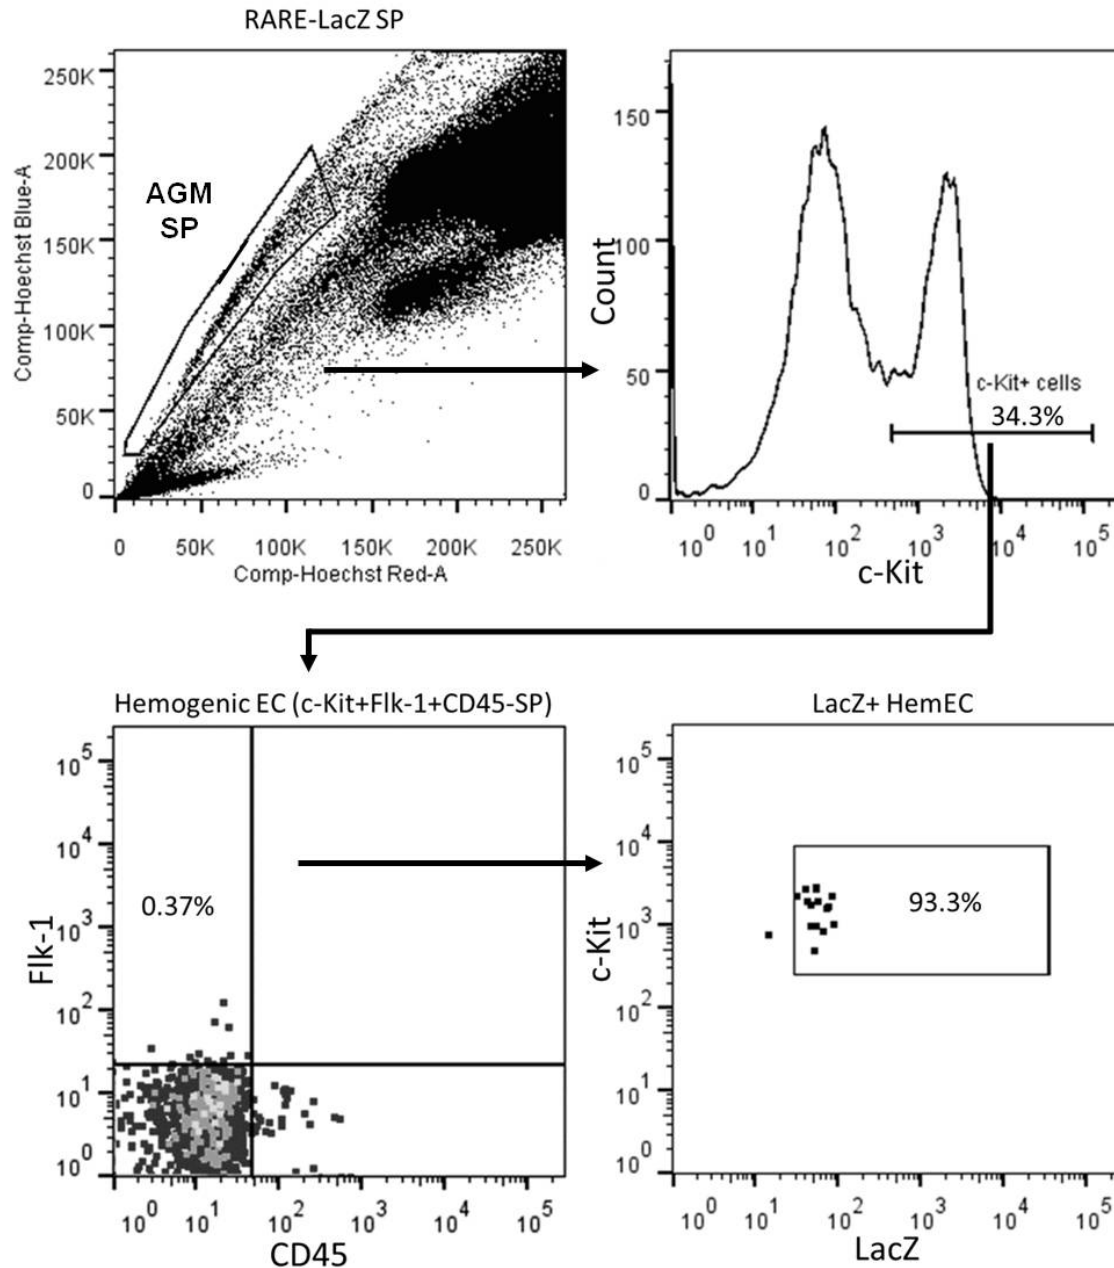 RARE-LacZ SP
250K
200K
150K
100K
50K
0
Comp-Hoechst Blue-A
AGM
SP
0 50K 100K 150K 200K 250K
Comp-Hoechst Red-A
150
100
50
0
Count
c-Kit+ cells
34.3%
10^0 10^1 10^2 10^3 10^4 10^5
c-Kit
Hemogenic EC (c-Kit+Flk-1+CD45-SP)
10^5
10^4
10^3
10^2
10^1
10^0
Flk-1
0.37%
10^0 10^1 10^2 10^3 10^4 10^5
CD45
LacZ+ HemEC
10^5
10^4
10^3
10^2
10^1
10^0
c-Kit
93.3%
10^0 10^1 10^2 10^3 10^4 10^5
LacZ